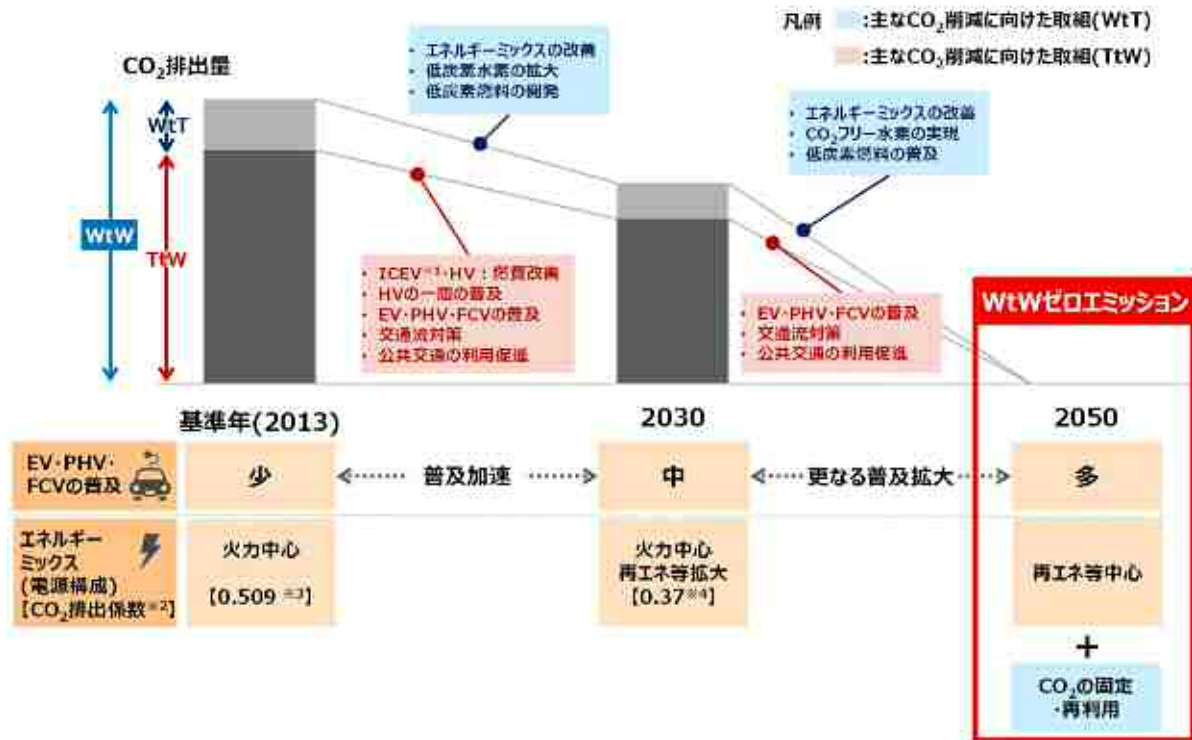 凡例 :主なCO₂削減に向けた取組(WtT)
:主なCO₂削減に向けた取組(TtW)
CO₂排出量
WtT
WtW
TtW
・ エネルギーミックスの改善
・ 低炭素水素の拡大
・ 低炭素燃料の開発
・ エネルギーミックスの改善
・ CO₂フリー水素の実現
・ 低炭素燃料の普及
・ ICEV※1・HV:燃費改善
・ HVの一層の普及
・ EV・PHV・FCVの普及
・ 交通流対策
・ 公共交通の利用促進
・ EV・PHV・FCVの普及
・ 交通流対策
・ 公共交通の利用促進
WtWゼロエミッション
基準年(2013)
2030
2050
EV・PHV・
FCVの普及
少
普及加速
中
更なる普及拡大
多
エネルギー
ミックス
(電源構成)
【CO₂排出係数※2】
火力中心
【0.509 ※3】
火力中心
再エネ等拡大
【0.37※4】
再エネ等中心
+
CO₂の固定
・再利用